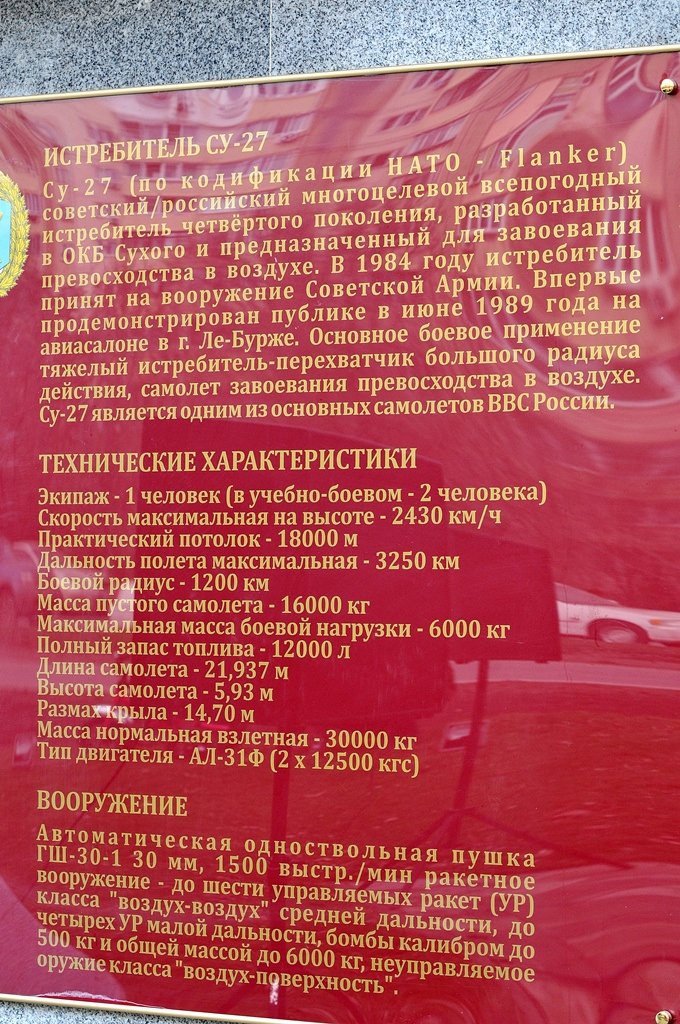 ИСТРЕБИТЕЛЬ СУ-27
Су-27 (по кодификации НАТО - Flanker)
советский/российский многоцелевой всепогодный
истребитель четвёртого поколения, разработанный
в ОКБ Сухого и предназначенный для завоевания
превосходства в воздухе. В 1984 году истребитель
принят на вооружение Советской Армии. Впервые
продемонстрирован публике в июне 1989 года на
авиасалоне в г. Ле-Бурже. Основное боевое применение
тяжелый истребитель-перехватчик большого радиуса
действия, самолет завоевания превосходства в воздухе.
Су-27 является одним из основных самолетов ВВС России.
ТЕХНИЧЕСКИЕ ХАРАКТЕРИСТИКИ
Экипаж - 1 человек (в учебно-боевом - 2 человека)
Скорость максимальная на высоте - 2430 км/ч
Практический потолок - 18000 м
Дальность полета максимальная - 3250 км
Боевой радиус - 1200 км
Масса пустого самолета - 16000 кг
Максимальная масса боевой нагрузки - 6000 кг
Полный запас топлива - 12000 л
Длина самолета - 21,937 м
Высота самолета - 5,93 м
Размах крыла - 14,70 м
Масса нормальная взлетная - 30000 кг
Тип двигателя - АЛ-31Ф (2 х 12500 кгс)
ВООРУЖЕНИЕ
Автоматическая одноствольная пушка
ГШ-30-1 30 мм, 1500 выстр./мин ракетное
вооружение - до шести управляемых ракет (УР)
класса "воздух-воздух" средней дальности, до
четырех УР малой дальности, бомбы калибром до
500 кг и общей массой до 6000 кг, неуправляемое
оружие класса "воздух-поверхность".